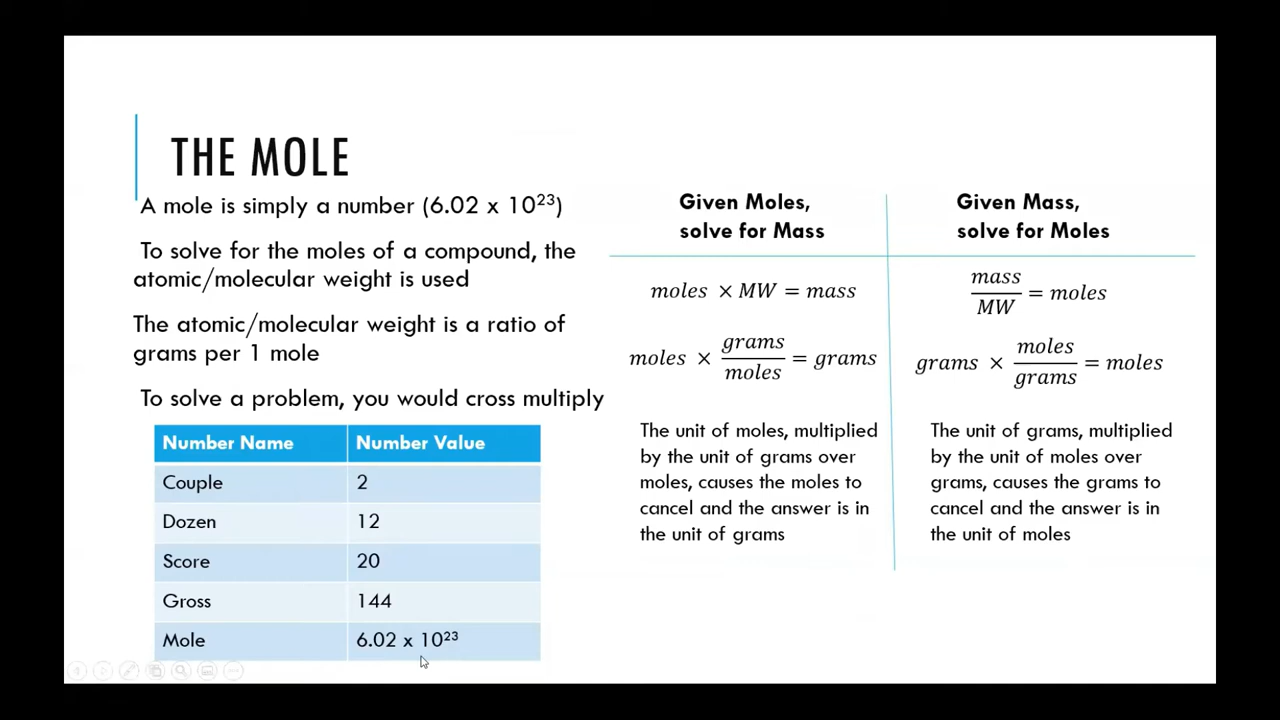 THE MOLE
A mole is simply a number (6.02 x 10²³)
To solve for the moles of a compound, the
atomic/molecular weight is used
The atomic/molecular weight is a ratio of
grams per 1 mole
To solve a problem, you would cross multiply
Number Name Number Value
Couple 2
Dozen 12
Score 20
Gross 144
Mole 6.02 x 10²³
Given Moles,
solve for Mass
moles × MW = mass
moles × grams/moles = grams
The unit of moles, multiplied
by the unit of grams over
moles, causes the moles to
cancel and the answer is in
the unit of grams
Given Mass,
solve for Moles
mass/MW = moles
grams × moles/grams = moles
The unit of grams, multiplied
by the unit of moles over
grams, causes the grams to
cancel and the answer is in
the unit of moles